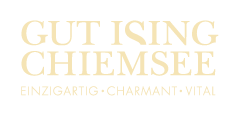 GUT ISING
CHIEMSEE
EINZIGARTIG · CHARMANT · VITAL